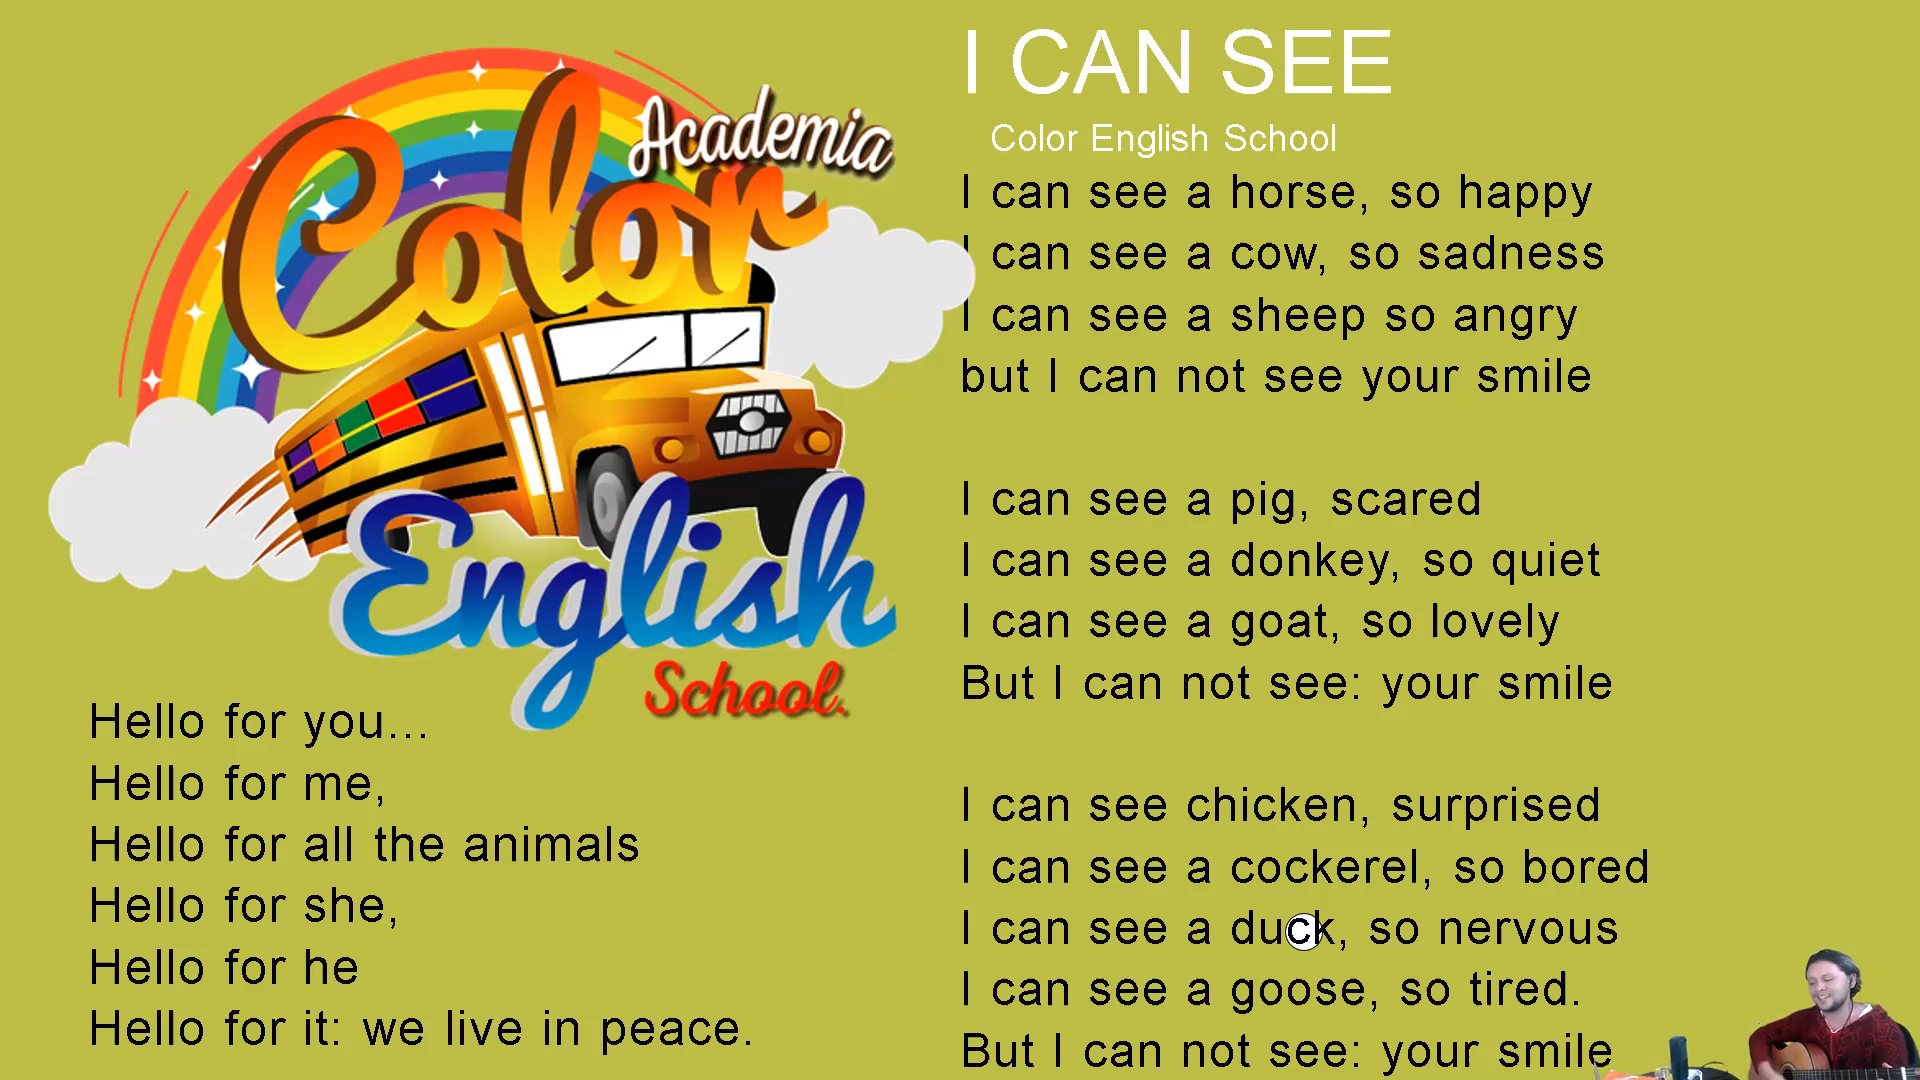 Academia
Color
English
School.
Hello for you...
Hello for me,
Hello for all the animals
Hello for she,
Hello for he
Hello for it: we live in peace.
I CAN SEE
Color English School
I can see a horse, so happy
I can see a cow, so sadness
I can see a sheep so angry
but I can not see your smile
I can see a pig, scared
I can see a donkey, so quiet
I can see a goat, so lovely
But I can not see: your smile
I can see chicken, surprised
I can see a cockerel, so bored
I can see a duck, so nervous
I can see a goose, so tired.
But I can not see: your smile